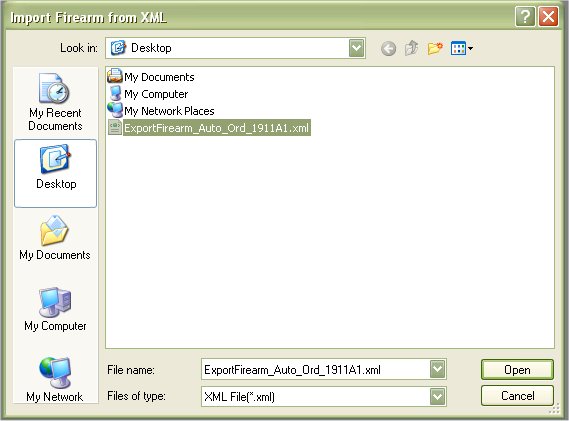 Import Firearm from XML
Look in:
Desktop
My Recent
Documents
Desktop
My Documents
My Computer
My Network
My Documents
My Computer
My Network Places
ExportFirearm_Auto_Ord_1911A1.xml
File name:
ExportFirearm_Auto_Ord_1911A1.xml
Open
Files of type:
XML File(*.xml)
Cancel